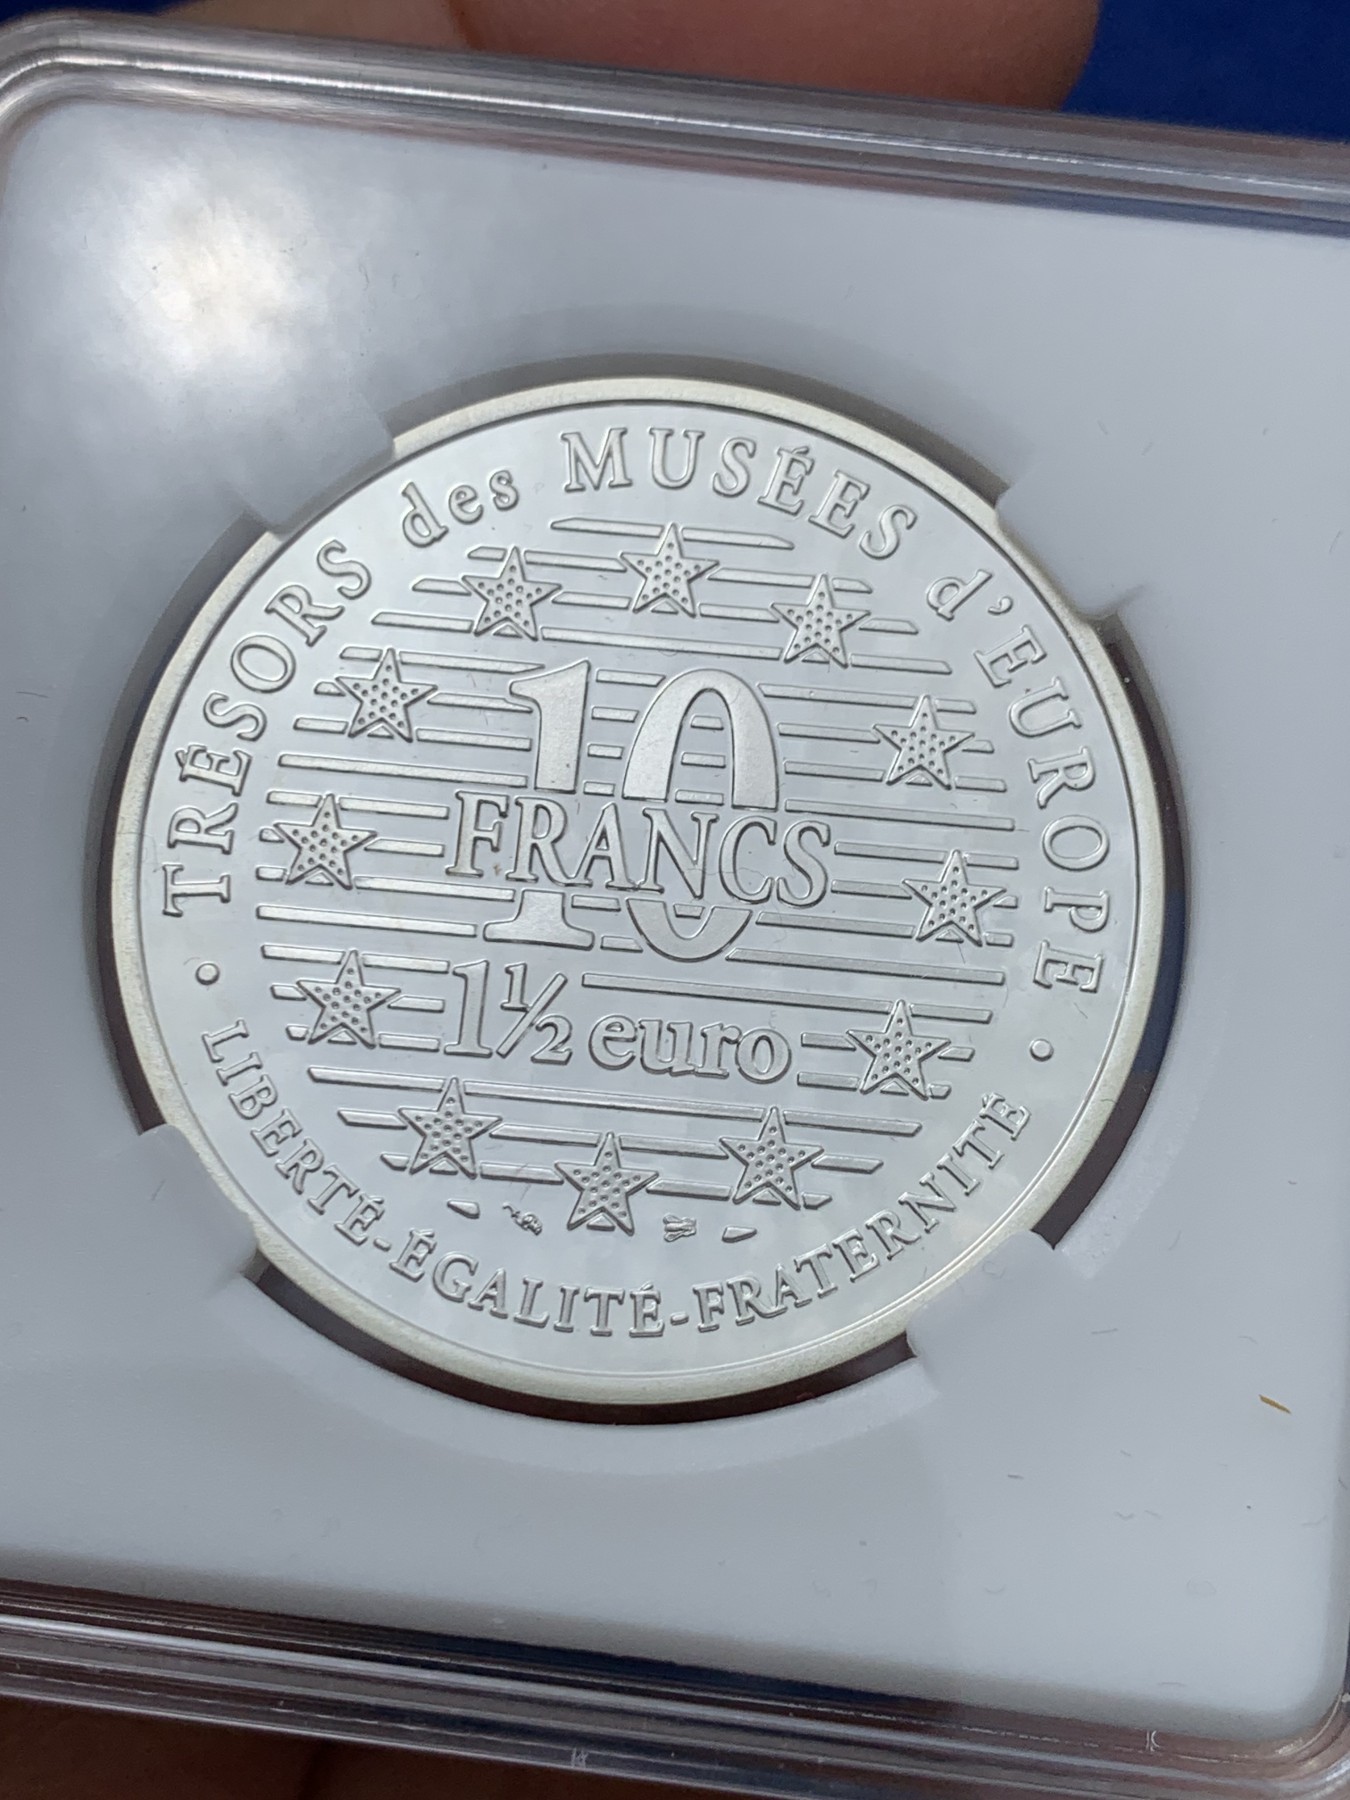 TRÉSORS des MUSÉES d'EUROPE
10
FRANCS
1½ euro
LIBERTÉ-ÉGALITÉ-FRATERNITÉ